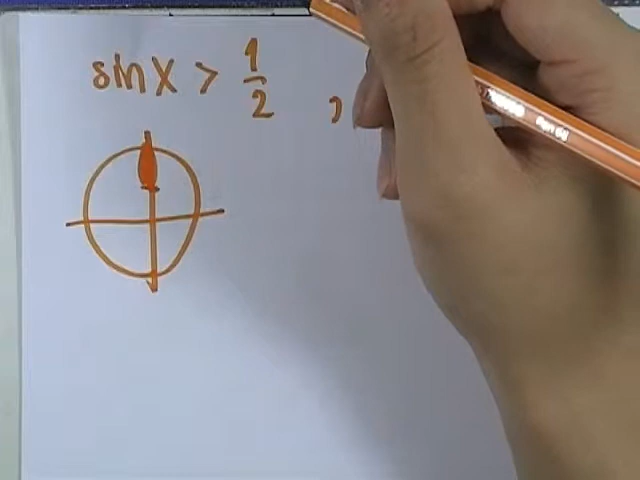 sin x > 1/2 ,